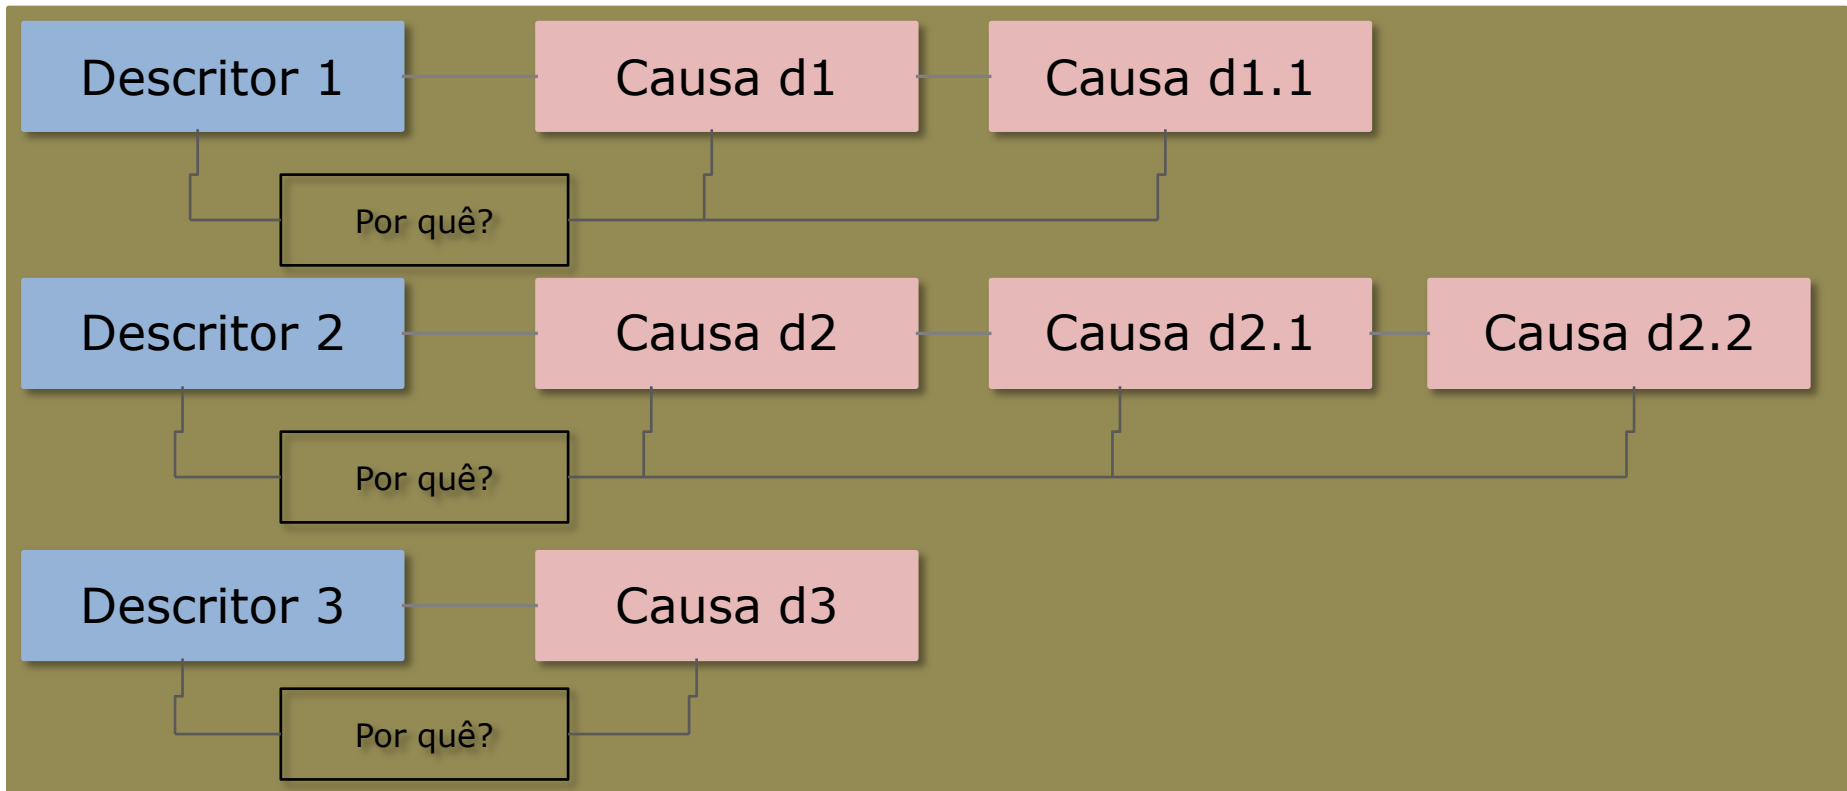 Descritor 1
Causa d1
Causa d1.1
Por quê?
Descritor 2
Causa d2
Causa d2.1
Causa d2.2
Por quê?
Descritor 3
Causa d3
Por quê?